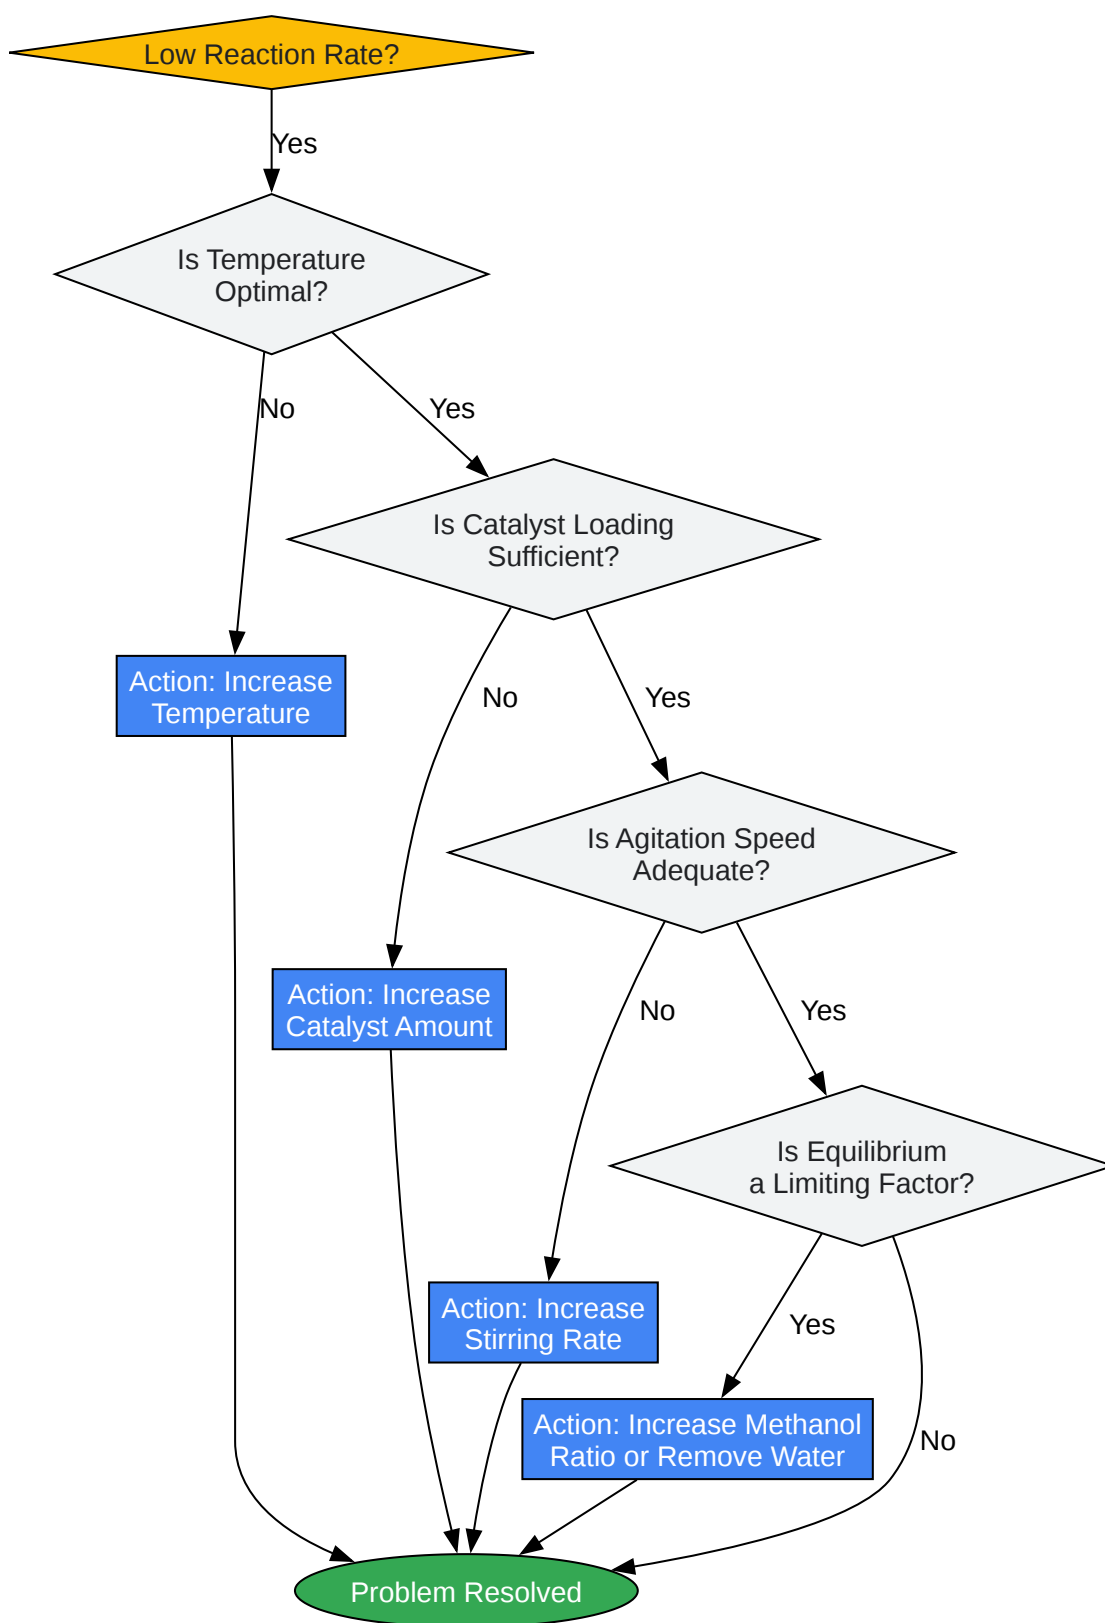 Low Reaction Rate?
Yes
Is Temperature
Optimal?
No
Yes
Is Catalyst Loading
Sufficient?
Action: Increase
Temperature
No
Yes
Is Agitation Speed
Adequate?
Action: Increase
Catalyst Amount
No
Yes
Is Equilibrium
a Limiting Factor?
Action: Increase
Stirring Rate
Yes
Action: Increase Methanol
Ratio or Remove Water
No
Problem Resolved